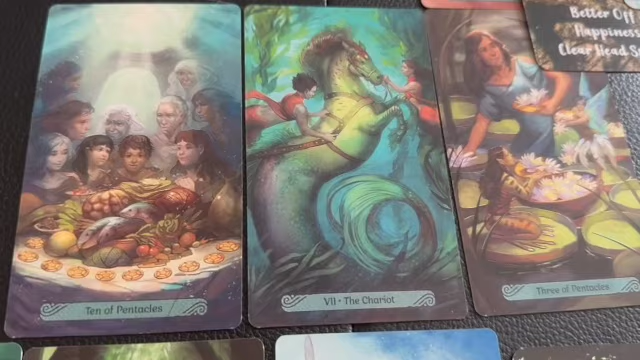 Better Off
Happiness
Clear Head S
Ten of Pentacles
VII • The Chariot
Three of Pentacles